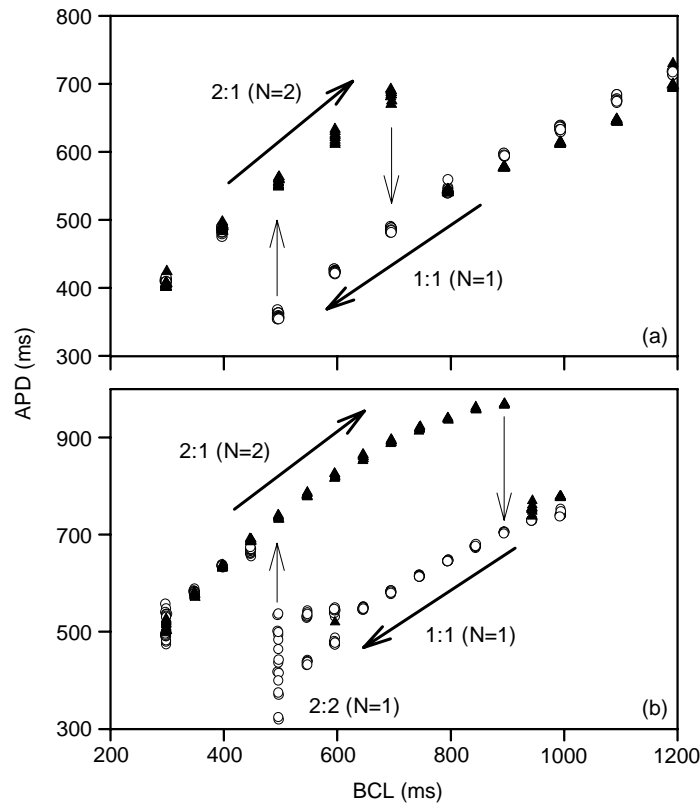 800
700
2:1 (N=2)
600
500
1:1 (N=1)
400
(a)
300
APD (ms)
900
2:1 (N=2)
700
500
1:1 (N=1)
2:2 (N=1)
(b)
300
200 400 600 800 1000 1200
BCL (ms)